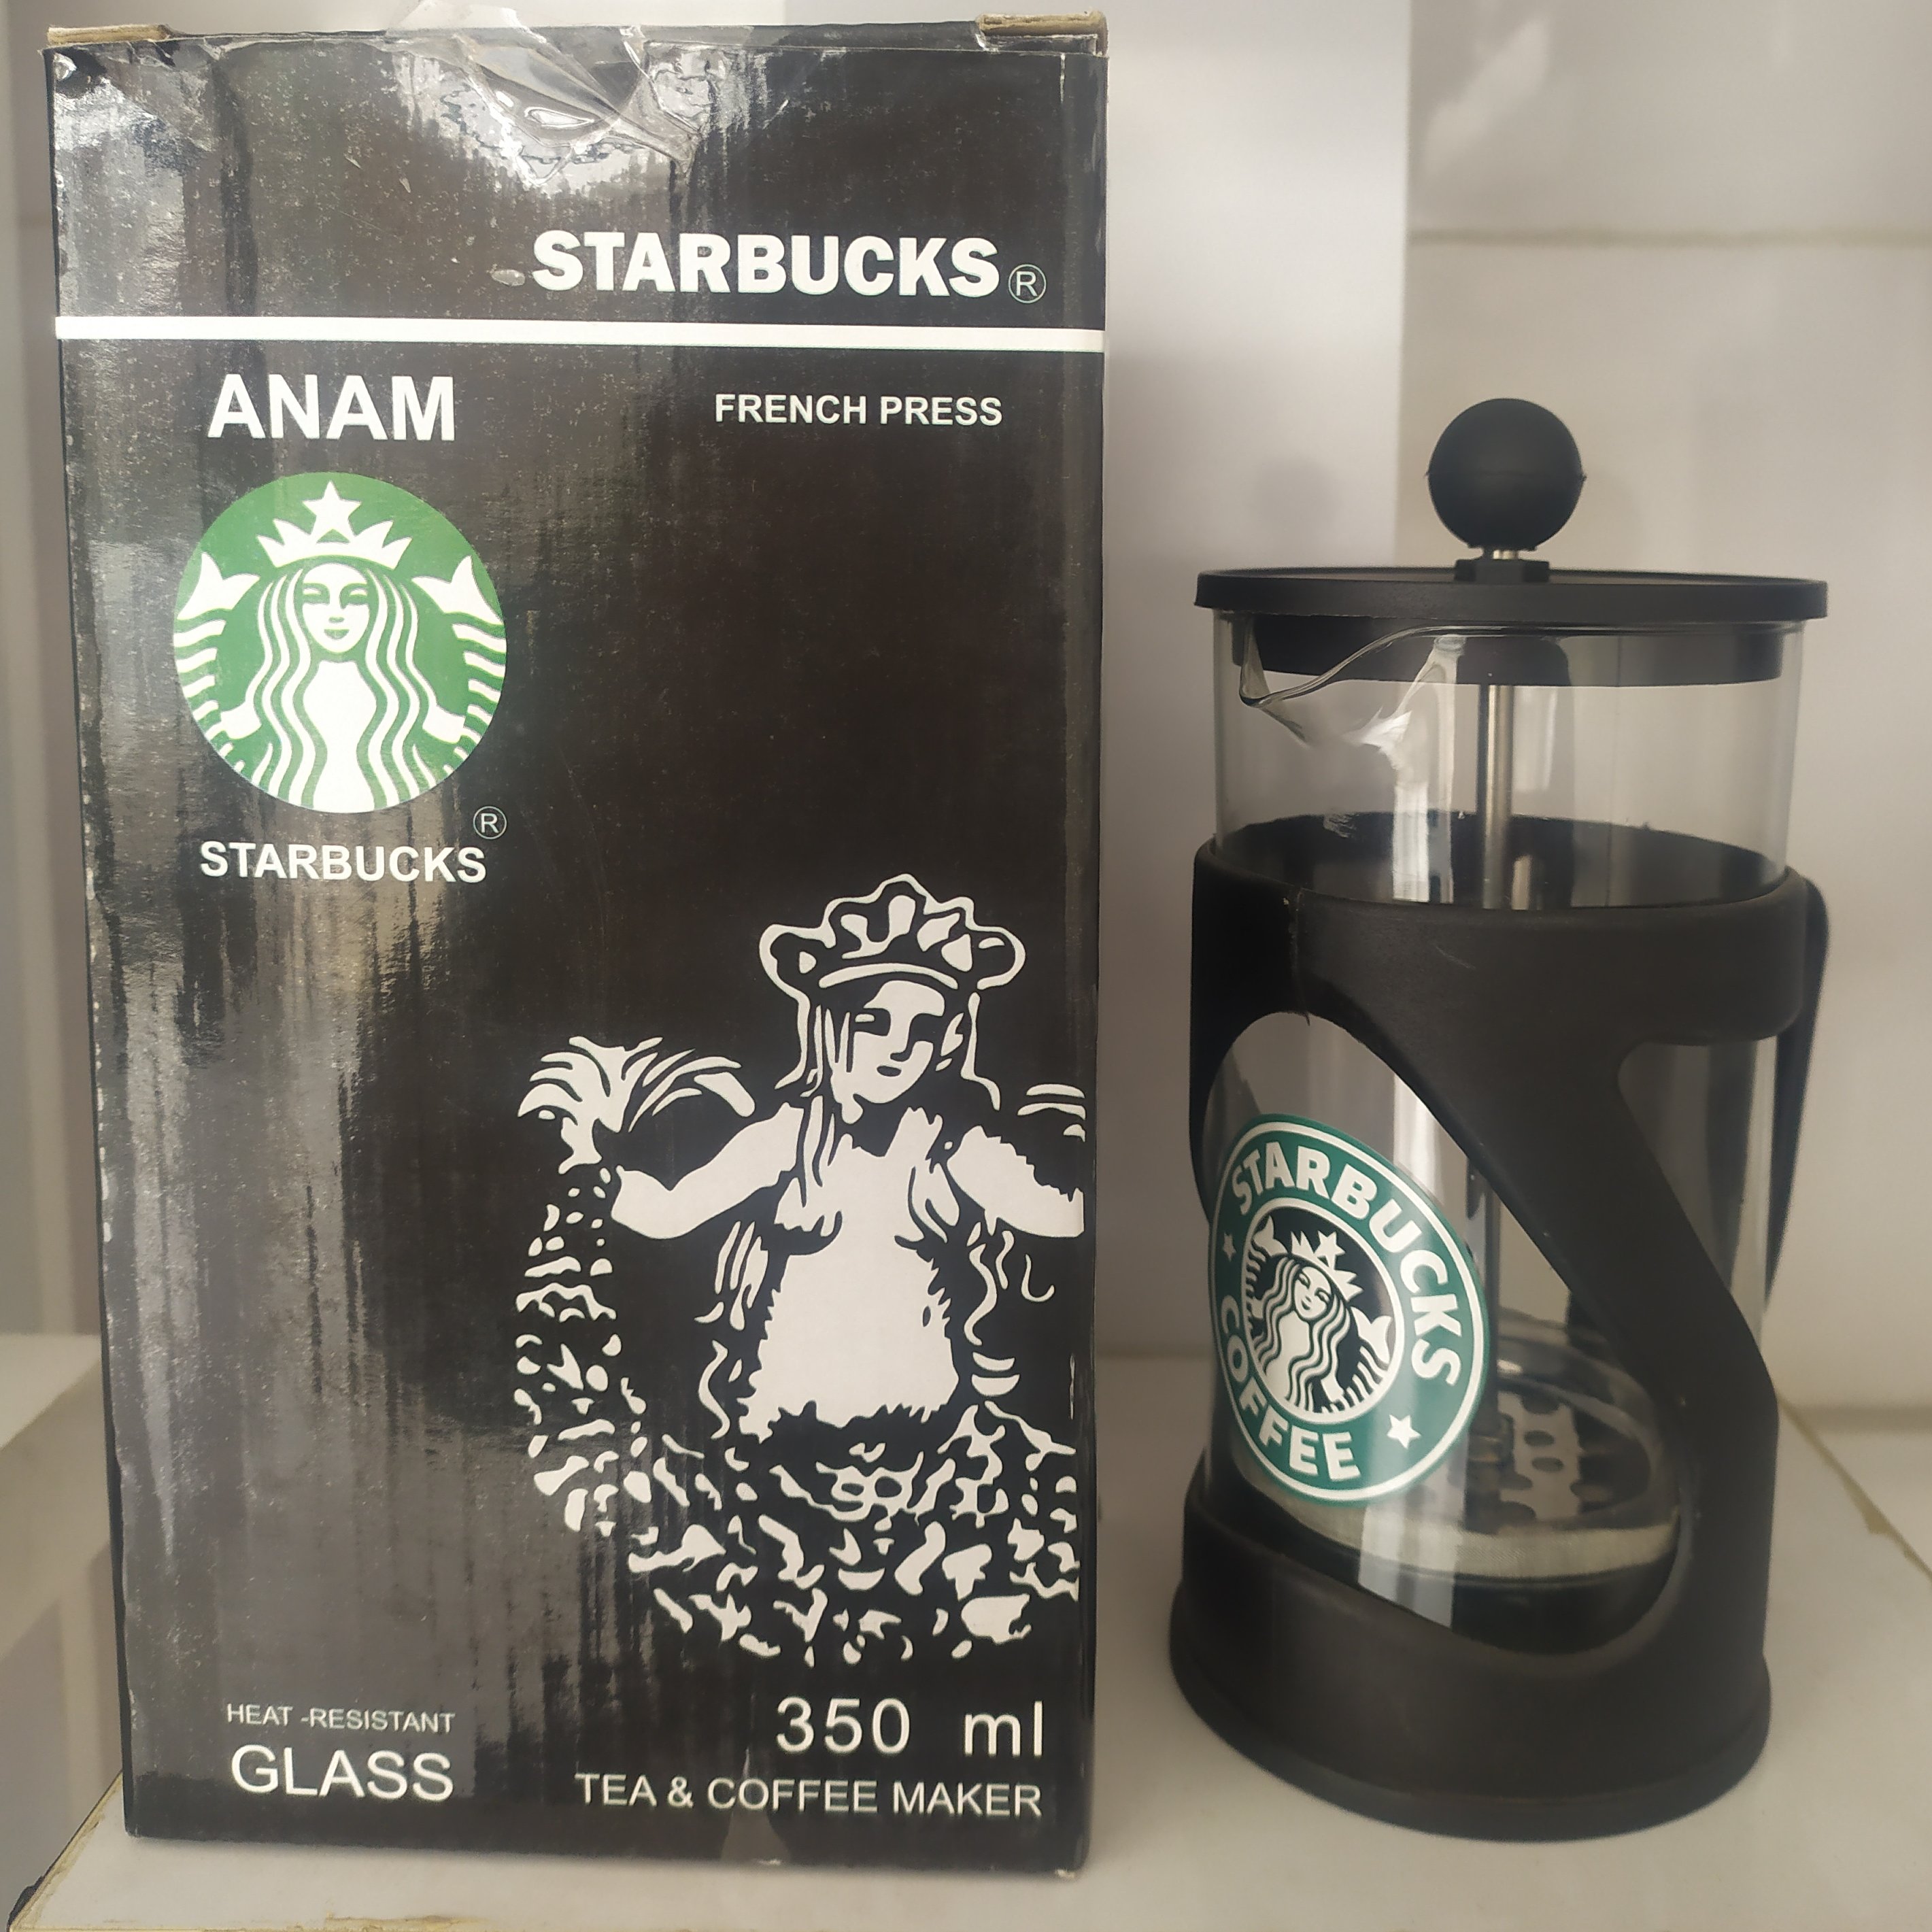 STARBUCKS®
ANAM
FRENCH PRESS
®
STARBUCKS
HEAT -RESISTANT
GLASS
350 ml
TEA & COFFEE MAKER
STARBUCKS
COFFEE